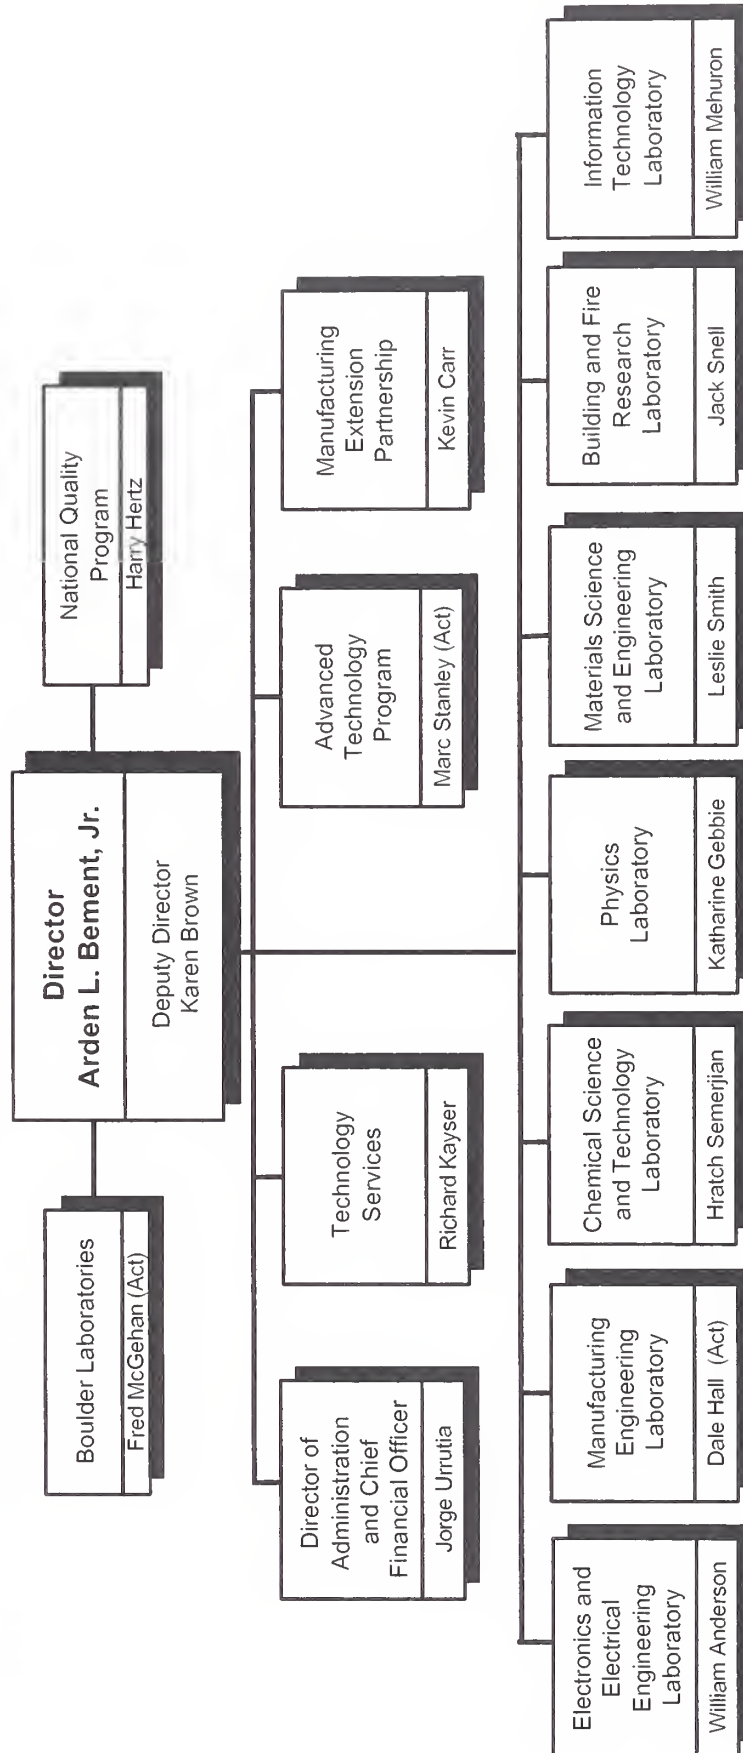 Director
Arden L. Bement, Jr.
Deputy Director
Karen Brown
Boulder Laboratories
Fred McGehan (Act)
National Quality
Program
Harry Hertz
Director of
Administration
and Chief
Financial Officer
Jorge Urrutia
Technology
Services
Richard Kayser
Advanced
Technology
Program
Marc Stanley (Act)
Manufacturing
Extension
Partnership
Kevin Carr
Electronics and
Electrical
Engineering
Laboratory
William Anderson
Manufacturing
Engineering
Laboratory
Dale Hall (Act)
Chemical Science
and Technology
Laboratory
Hratch Semerjian
Physics
Laboratory
Katharine Gebbie
Materials Science
and Engineering
Laboratory
Leslie Smith
Building and Fire
Research
Laboratory
Jack Snell
Information
Technology
Laboratory
William Mehuron